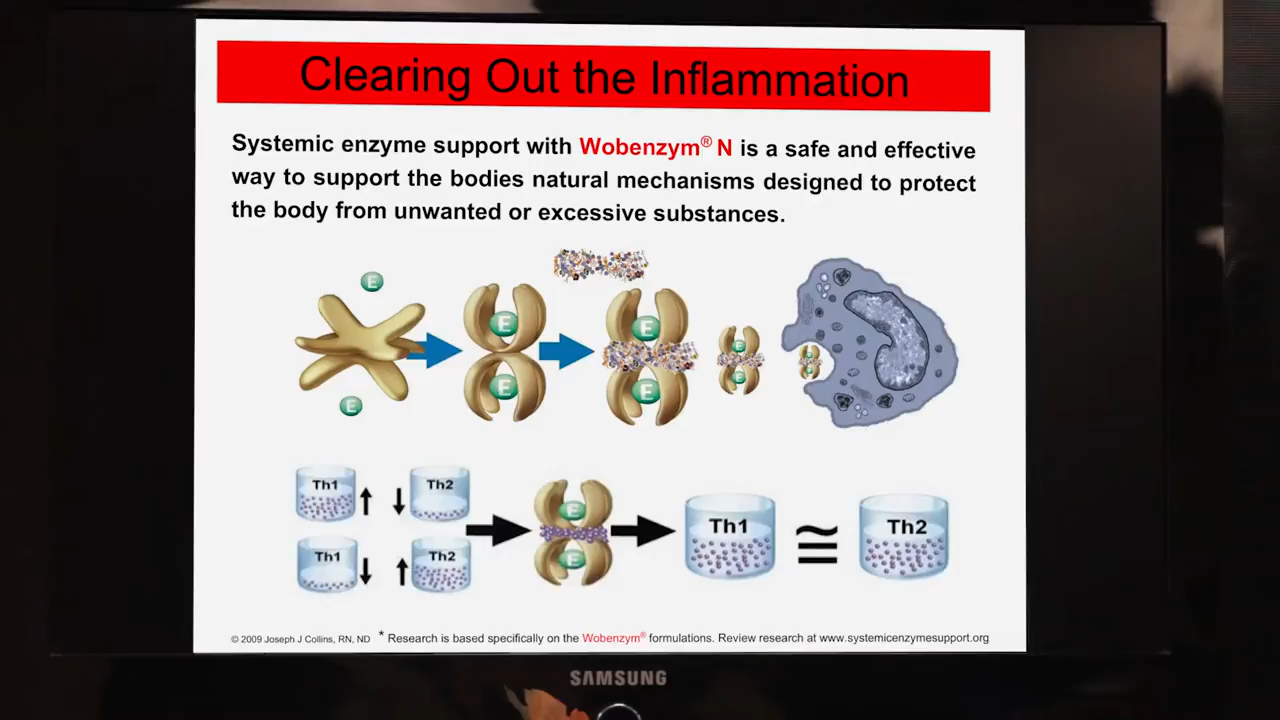 Clearing Out the Inflammation
Systemic enzyme support with Wobenzym® N is a safe and effective
way to support the bodies natural mechanisms designed to protect
the body from unwanted or excessive substances.
E
E
E
E
E
E
E
E
E
E
Th1
Th2
Th1
Th2
E
E
Th1
≅
Th2
© 2009 Joseph J Collins, RN, ND * Research is based specifically on the Wobenzym® formulations. Review research at www.systemicenzymesupport.org
SAMSUNG